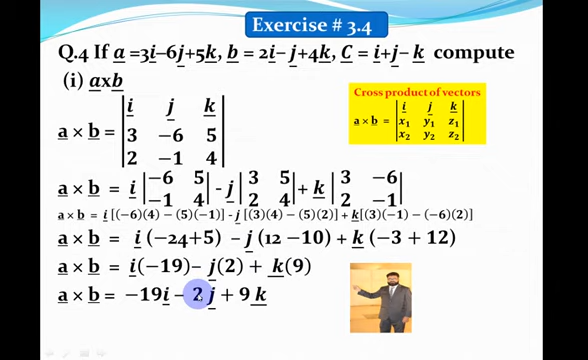 Exercise # 3.4
Q.4 If a =3i–6j+5k, b = 2i–j+4k, C = i+j–k compute
(i) axb
Cross product of vectors
a × b = | i j k |
| x₁ y₁ z₁ |
| x₂ y₂ z₂ |
a × b = | i j k |
| 3 −6 5 |
| 2 −1 4 |
a × b = i |−6 5| - j |3 5| + k |3 −6|
|−1 4| |2 4| |2 −1|
a × b = i [(−6)(4) − (5)(−1)] - j [(3)(4) − (5)(2)] + k[(3)(−1) − (−6)(2)]
a × b = i (−24+5) − j (12 −10) + k (−3 + 12)
a × b = i(−19)− j(2) + k(9)
a × b = −19i − 2j + 9 k